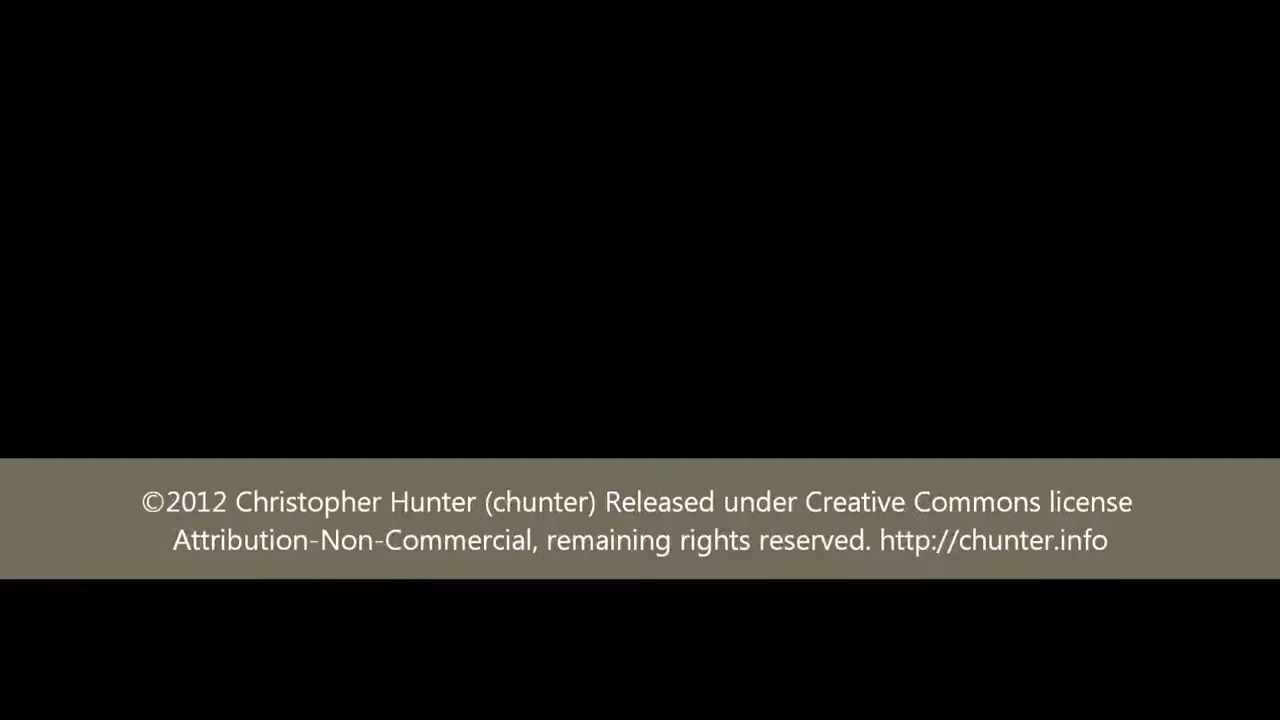 ©2012 Christopher Hunter (chunter) Released under Creative Commons license
Attribution-Non-Commercial, remaining rights reserved. http://chunter.info